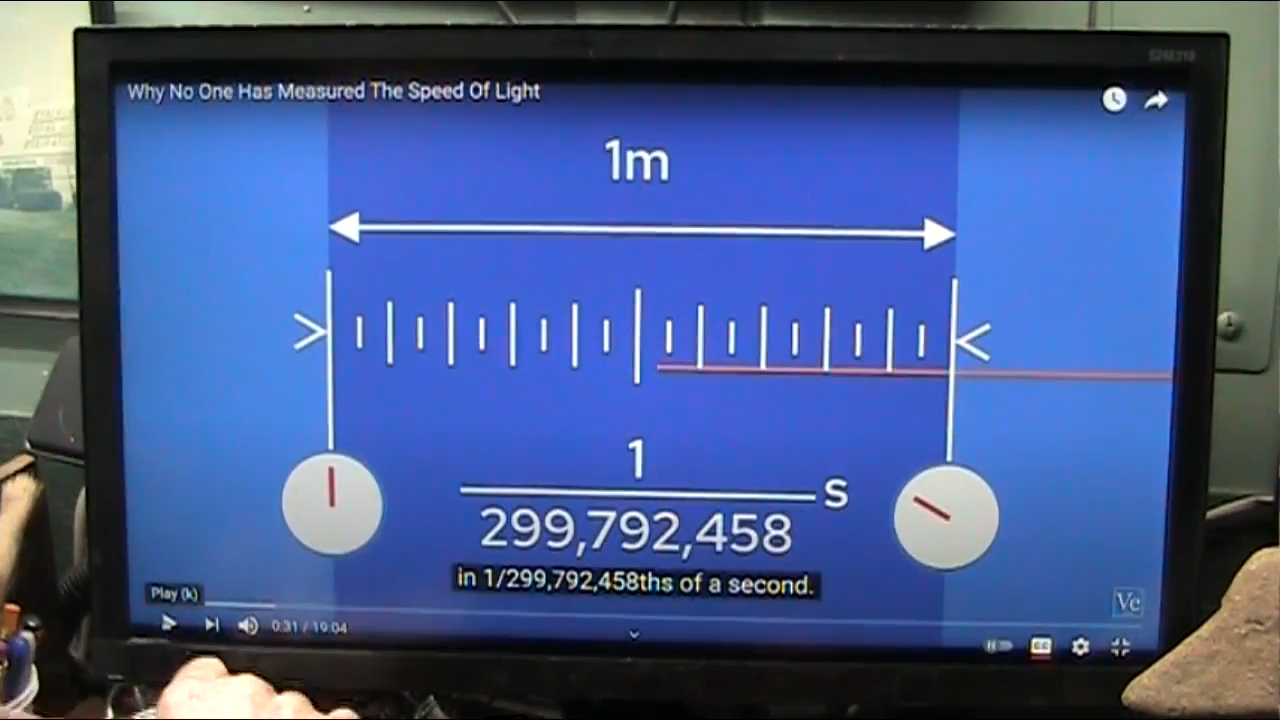 Why No One Has Measured The Speed Of Light
1m
1
299,792,458
s
in 1/299,792,458ths of a second.
Play (k)
0:31 / 19:04
Ve
CC